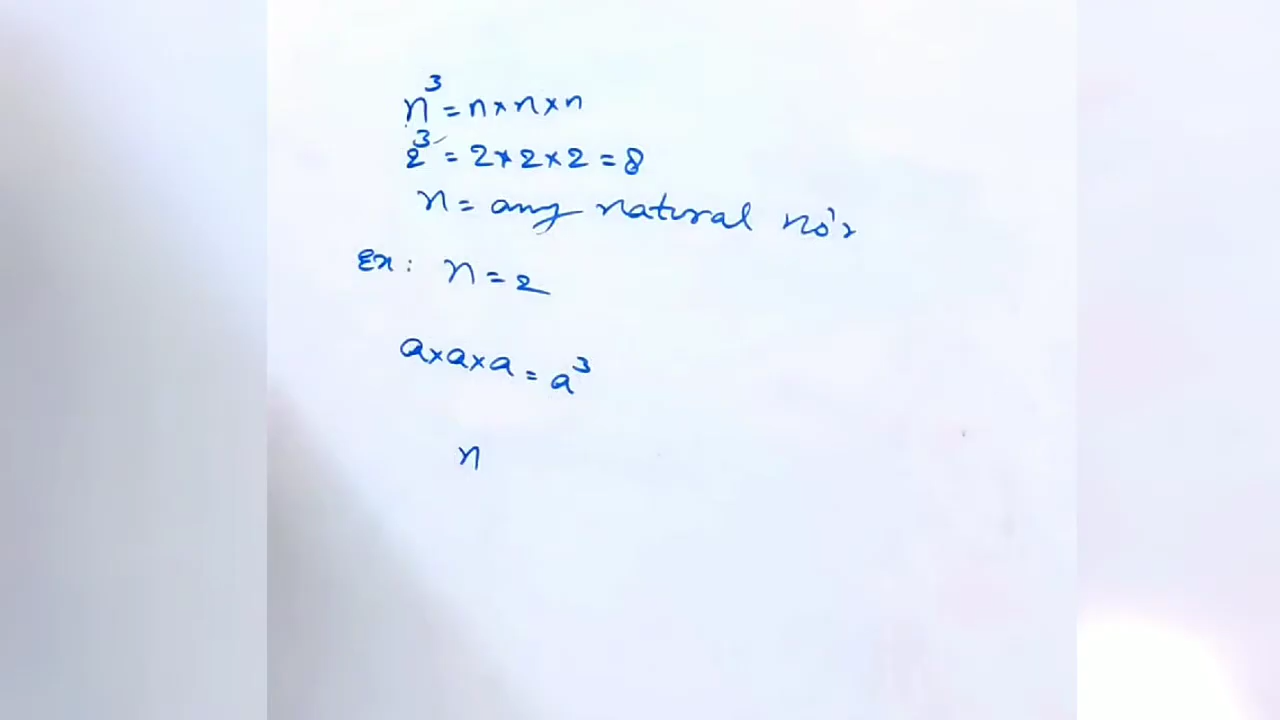 n³ = n × n × n
2³ = 2 × 2 × 2 = 8
n = any natural no's
Ex : n = 2
a × a × a = a³
n